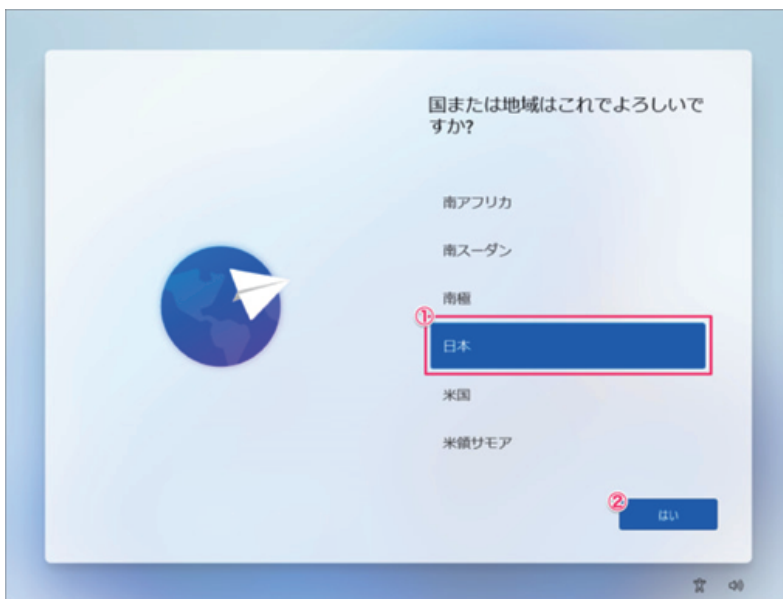 国または地域はこれでよろしいで
すか?
南アフリカ
南スーダン
南極
①
日本
米国
米領サモア
②
はい